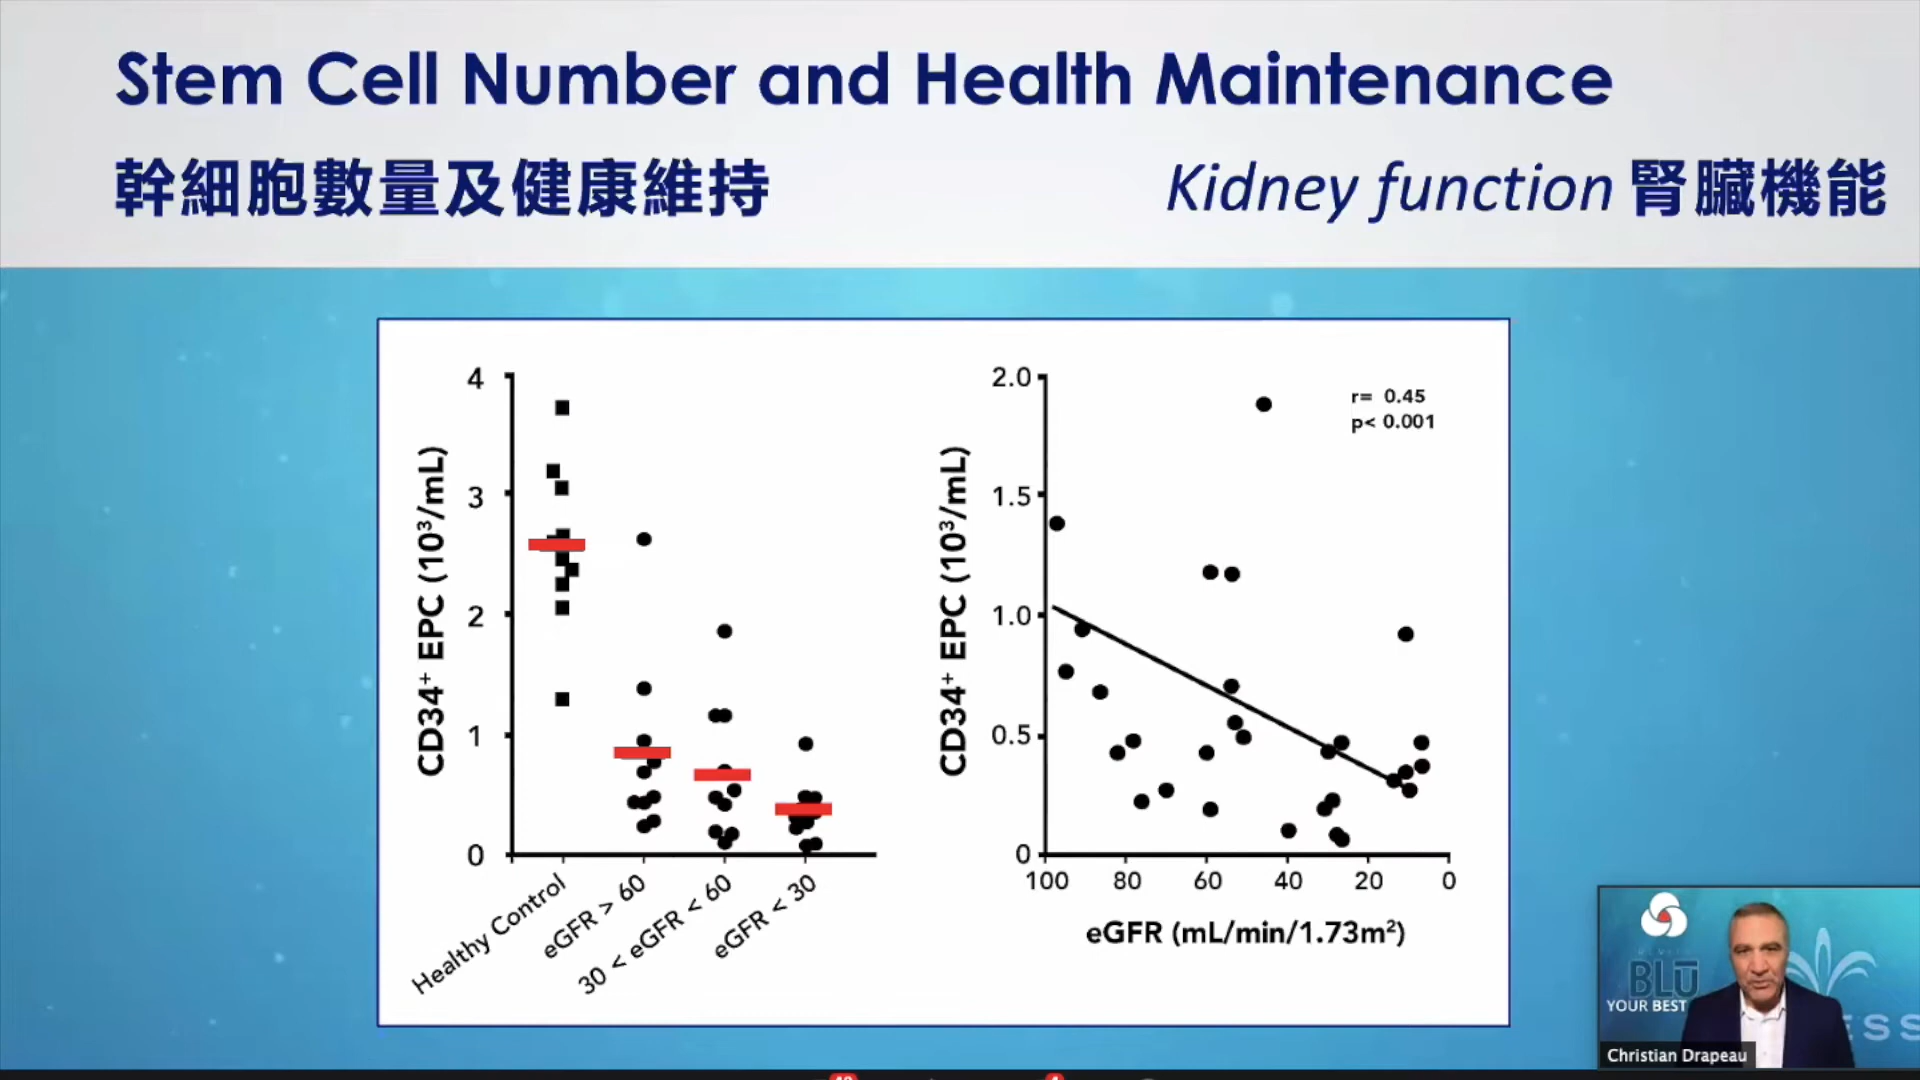 Stem Cell Number and Health Maintenance
幹細胞數量及健康維持
Kidney function 腎臟機能
CD34⁺ EPC (10³/mL)
4
3
2
1
0
Healthy Control
eGFR > 60
30 < eGFR < 60
eGFR < 30
CD34⁺ EPC (10³/mL)
2.0
1.5
1.0
0.5
0
r= 0.45
p< 0.001
100 80 60 40 20 0
eGFR (mL/min/1.73m²)
BLŪ
YOUR BEST
ESS
Christian Drapeau